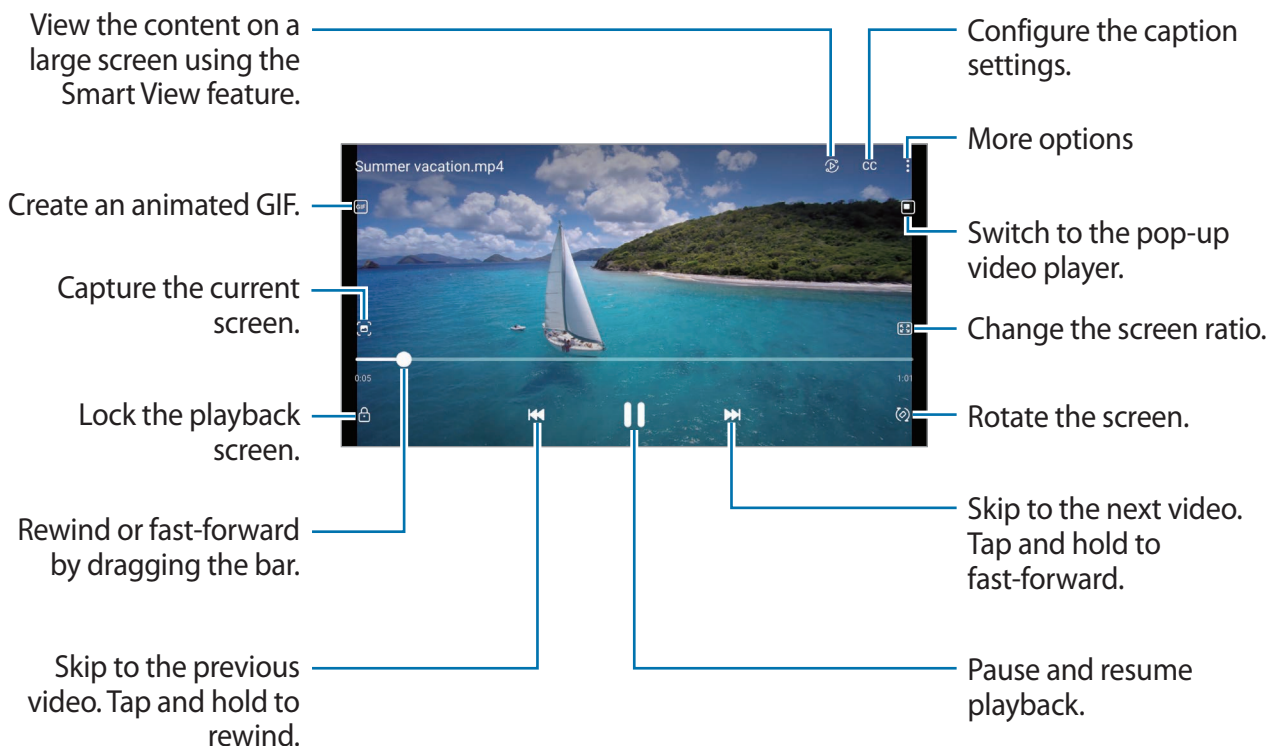 View the content on a
large screen using the
Smart View feature.
Configure the caption
settings.
More options
Summer vacation.mp4
CC
Create an animated GIF.
GIF
Switch to the pop-up
video player.
Capture the current
screen.
Change the screen ratio.
0:05
1:01
Lock the playback
screen.
Rotate the screen.
Rewind or fast-forward
by dragging the bar.
Skip to the next video.
Tap and hold to
fast-forward.
Skip to the previous
video. Tap and hold to
rewind.
Pause and resume
playback.